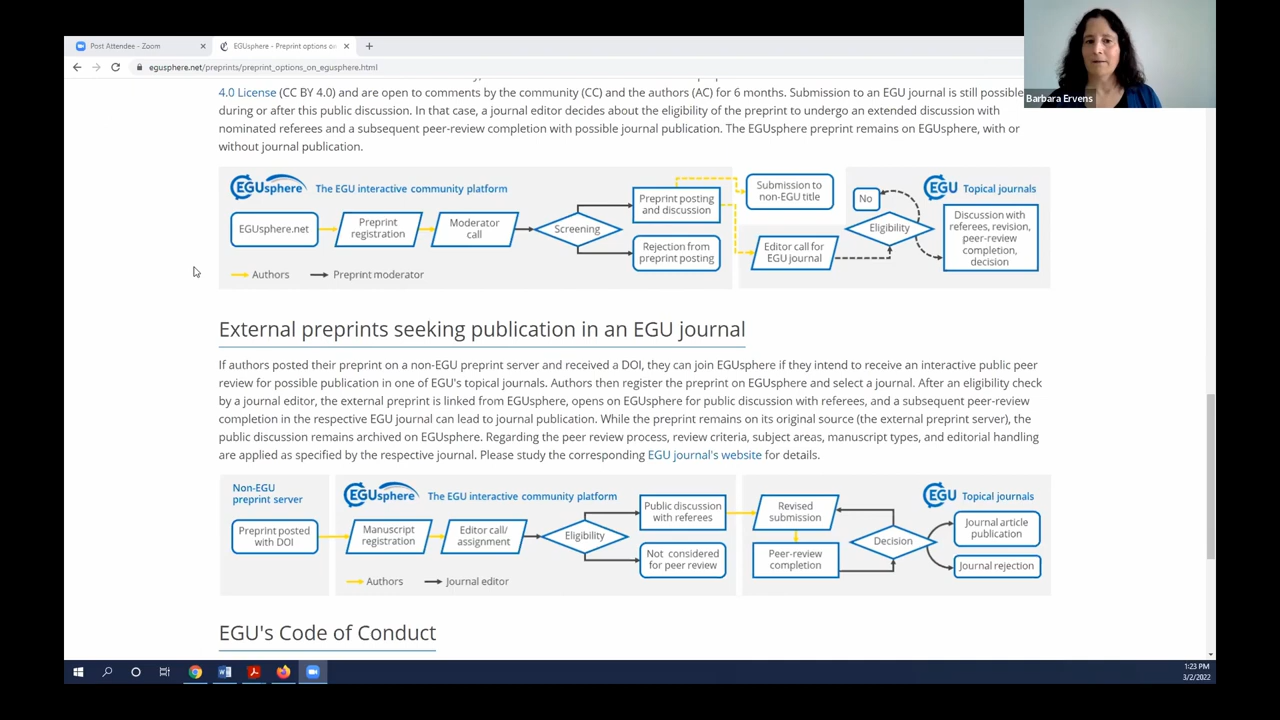 Post Attendee - Zoom
EGUsphere - Preprint options on
egusphere.net/preprints/preprint_options_on_egusphere.html
Barbara Ervens
4.0 License (CC BY 4.0) and are open to comments by the community (CC) and the authors (AC) for 6 months. Submission to an EGU journal is still possible
during or after this public discussion. In that case, a journal editor decides about the eligibility of the preprint to undergo an extended discussion with
nominated referees and a subsequent peer-review completion with possible journal publication. The EGUsphere preprint remains on EGUsphere, with or
without journal publication.
EGUsphere The EGU interactive community platform
EGUsphere.net
Preprint
registration
Moderator
call
Screening
Preprint posting
and discussion
Rejection from
preprint posting
Authors
Preprint moderator
Submission to
non-EGU title
Editor call for
EGU journal
No
Eligibility
EGU Topical journals
Discussion with
referees, revision,
peer-review
completion,
decision
External preprints seeking publication in an EGU journal
If authors posted their preprint on a non-EGU preprint server and received a DOI, they can join EGUsphere if they intend to receive an interactive public peer
review for possible publication in one of EGU's topical journals. Authors then register the preprint on EGUsphere and select a journal. After an eligibility check
by a journal editor, the external preprint is linked from EGUsphere, opens on EGUsphere for public discussion with referees, and a subsequent peer-review
completion in the respective EGU journal can lead to journal publication. While the preprint remains on its original source (the external preprint server), the
public discussion remains archived on EGUsphere. Regarding the peer review process, review criteria, subject areas, manuscript types, and editorial handling
are applied as specified by the respective journal. Please study the corresponding EGU journal's website for details.
Non-EGU
preprint server
Preprint posted
with DOI
EGUsphere The EGU interactive community platform
Manuscript
registration
Editor call/
assignment
Eligibility
Public discussion
with referees
Not considered
for peer review
Authors
Journal editor
EGU Topical journals
Revised
submission
Peer-review
completion
Decision
Journal article
publication
Journal rejection
EGU's Code of Conduct
1:23 PM
3/2/2022